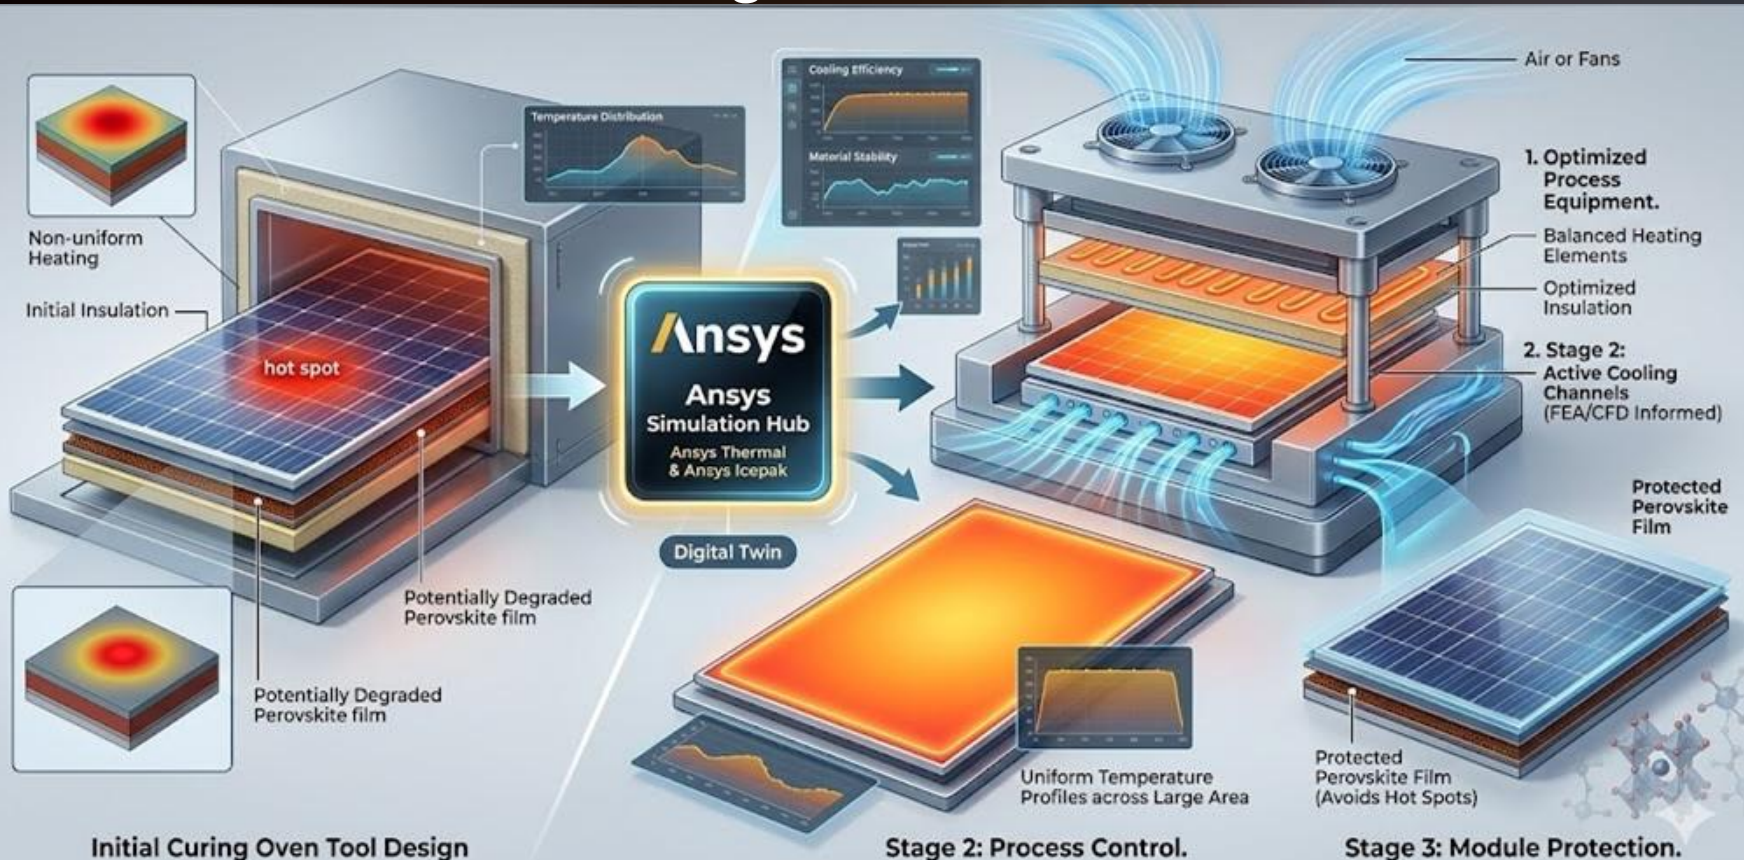 Non-uniform
Heating
Initial Insulation
hot spot
Temperature Distribution
Potentially Degraded
Perovskite film
Potentially Degraded
Perovskite film
Initial Curing Oven Tool Design
Cooling Efficiency
Material Stability
Ansys
Ansys
Simulation Hub
Ansys Thermal
& Ansys Icepak
Digital Twin
Air or Fans
1. Optimized
Process
Equipment.
Balanced Heating
Elements
Optimized
Insulation
2. Stage 2:
Active Cooling
Channels
(FEA/CFD Informed)
Uniform Temperature
Profiles across Large Area
Stage 2: Process Control.
Protected
Perovskite
Film
Protected
Perovskite Film
(Avoids Hot Spots)
Stage 3: Module Protection.